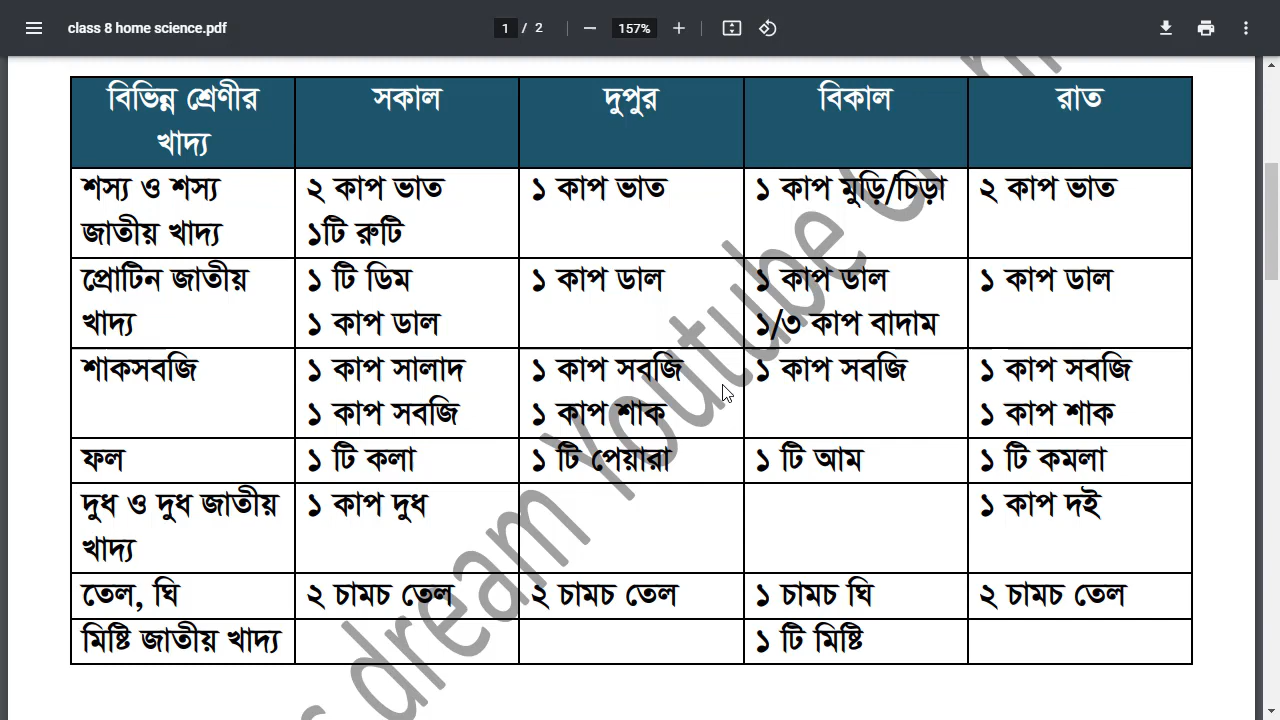 class 8 home science.pdf
1 / 2
157%
বিভিন্ন শ্রেণীর খাদ্য
সকাল
দুপুর
বিকাল
রাত
শস্য ও শস্য জাতীয় খাদ্য
২ কাপ ভাত
১টি রুটি
১ কাপ ভাত
১ কাপ মুড়ি/চিড়া
২ কাপ ভাত
প্রোটিন জাতীয় খাদ্য
১ টি ডিম
১ কাপ ডাল
১ কাপ ডাল
১ কাপ ডাল
১/৩ কাপ বাদাম
১ কাপ ডাল
শাকসবজি
১ কাপ সালাদ
১ কাপ সবজি
১ কাপ সবজি
১ কাপ শাক
১ কাপ সবজি
১ কাপ সবজি
১ কাপ শাক
ফল
১ টি কলা
১ টি পেয়ারা
১ টি আম
১ টি কমলা
দুধ ও দুধ জাতীয় খাদ্য
১ কাপ দুধ
১ কাপ দই
তেল, ঘি
২ চামচ তেল
২ চামচ তেল
১ চামচ ঘি
২ চামচ তেল
মিষ্টি জাতীয় খাদ্য
১ টি মিষ্টি
dream Youtube